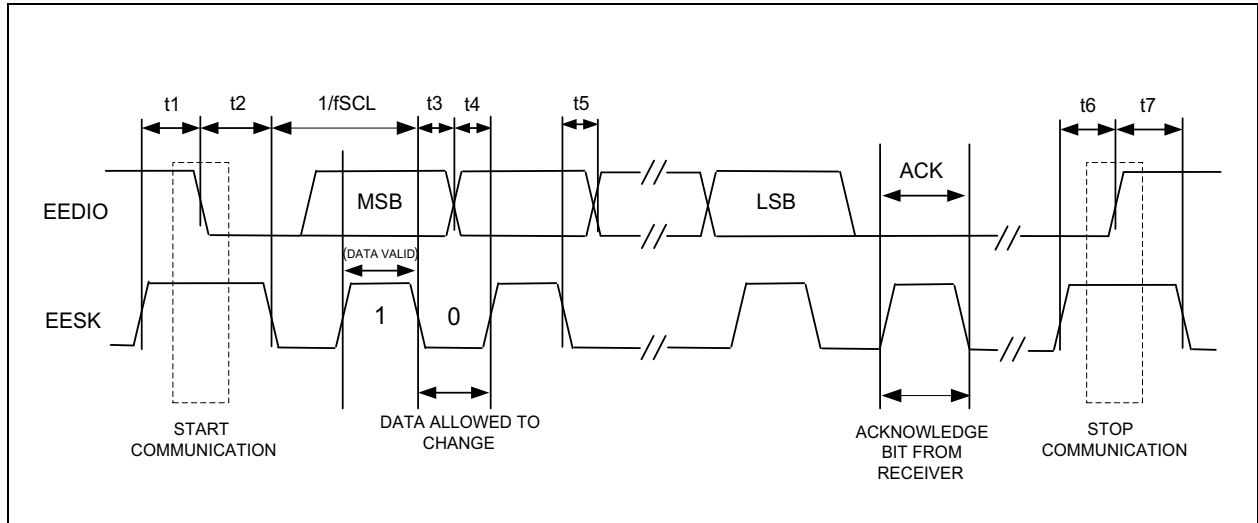 t1
t2
1/fSCL
t3
t4
t5
t6
t7
EEDIO
MSB
LSB
ACK
(DATA VALID)
EESK
1
0
START
COMMUNICATION
DATA ALLOWED TO
CHANGE
ACKNOWLEDGE
BIT FROM
RECEIVER
STOP
COMMUNICATION